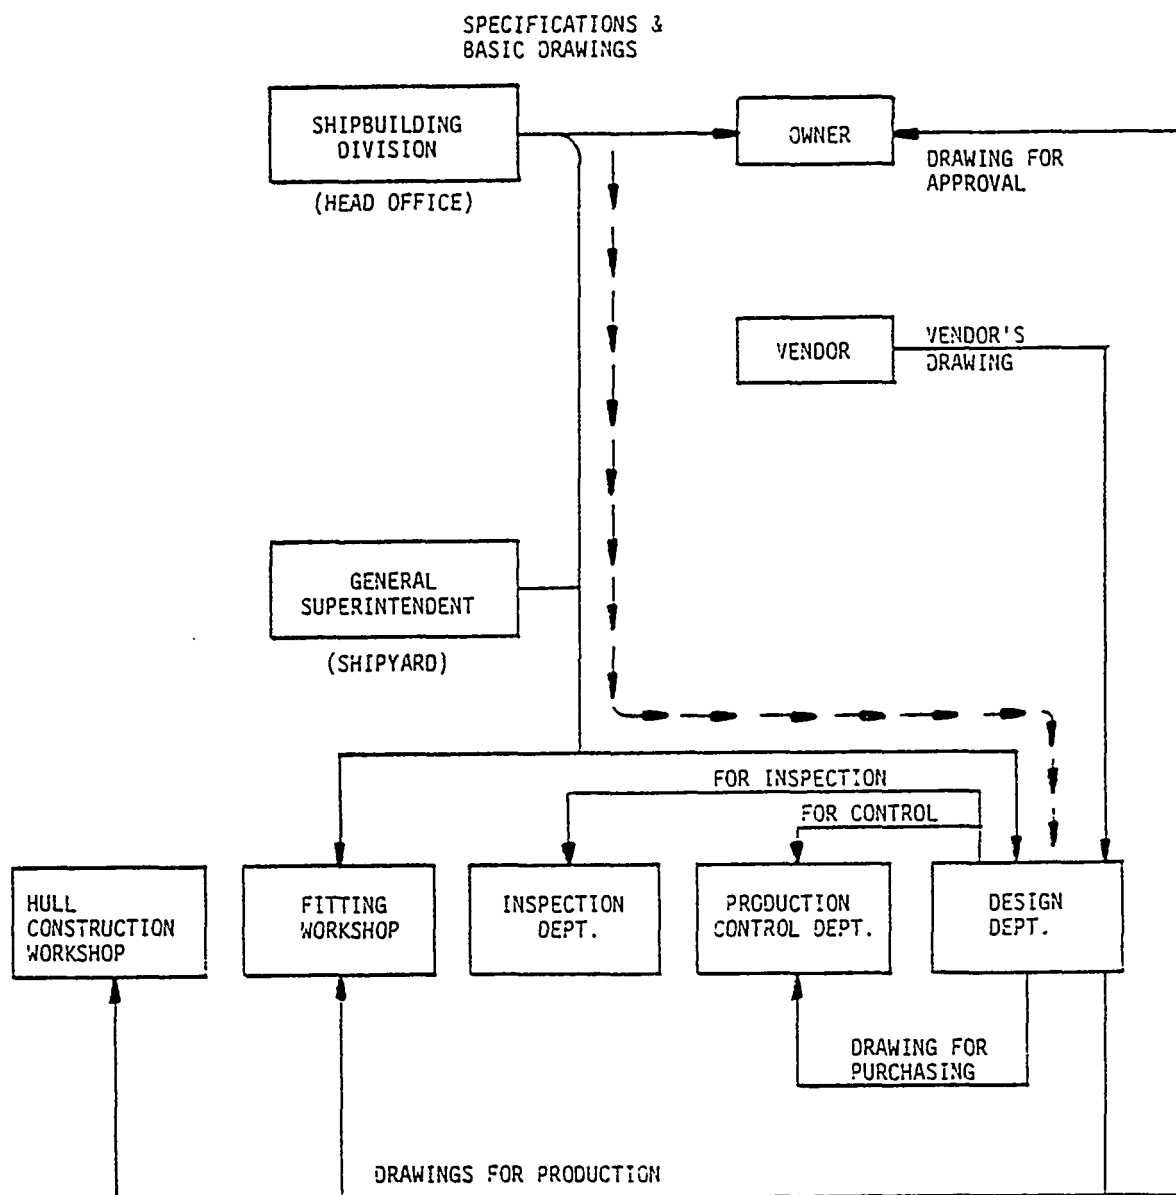 SPECIFICATIONS &
BASIC DRAWINGS
SHIPBUILDING
DIVISION
(HEAD OFFICE)
OWNER
DRAWING FOR
APPROVAL
VENDOR
VENDOR'S
DRAWING
GENERAL
SUPERINTENDENT
(SHIPYARD)
FOR INSPECTION
FOR CONTROL
HULL
CONSTRUCTION
WORKSHOP
FITTING
WORKSHOP
INSPECTION
DEPT.
PRODUCTION
CONTROL DEPT.
DESIGN
DEPT.
DRAWING FOR
PURCHASING
DRAWINGS FOR PRODUCTION